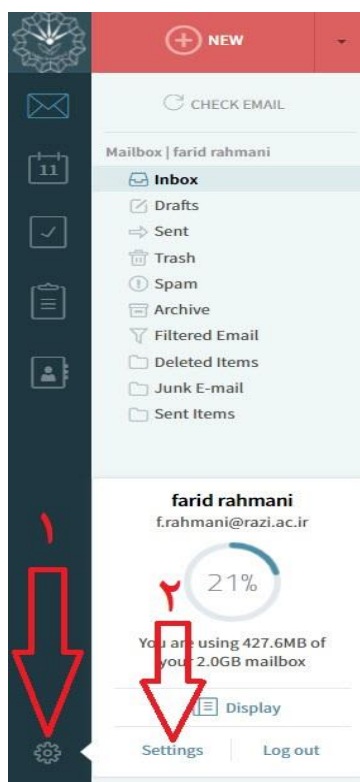 NEW
CHECK EMAIL
Mailbox | farid rahmani
11
Inbox
Drafts
Sent
Trash
Spam
Archive
Filtered Email
Deleted Items
Junk E-mail
Sent Items
۱
farid rahmani
f.rahmani@razi.ac.ir
21%
۲
You are using 427.6MB of
your 2.0GB mailbox
Display
Settings
Log out